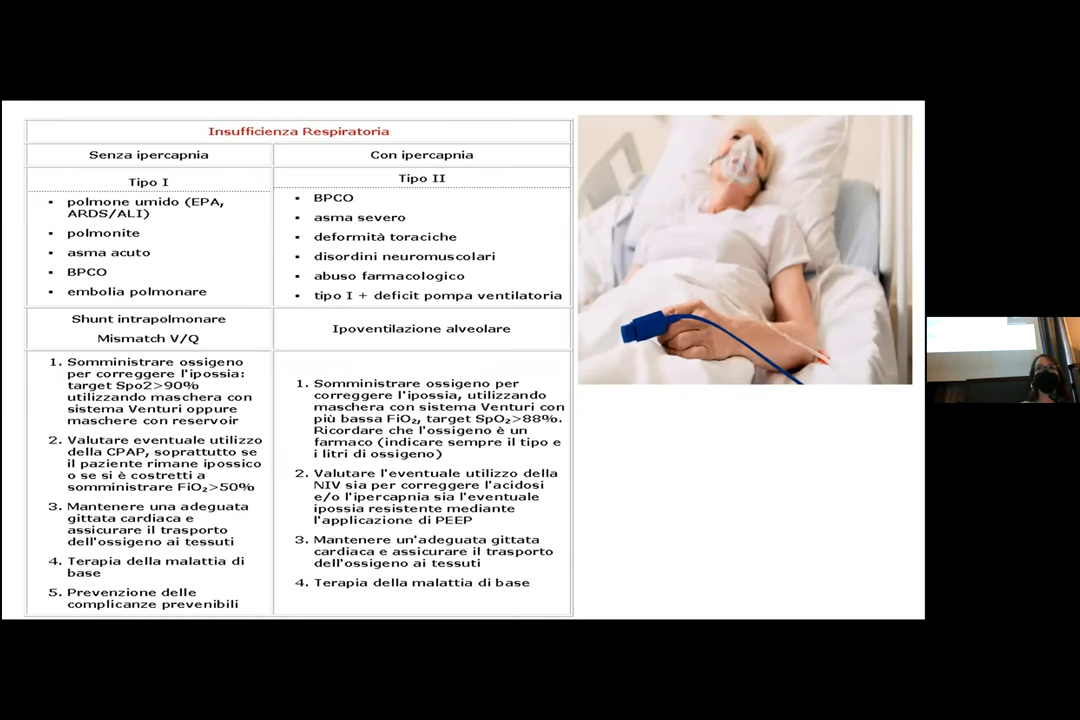 Insufficienza Respiratoria
Senza ipercapnia
Con ipercapnia
Tipo I
Tipo II
▪ polmone umido (EPA,
ARDS/ALI)
▪ polmonite
▪ asma acuto
▪ BPCO
▪ embolia polmonare
▪ BPCO
▪ asma severo
▪ deformità toraciche
▪ disordini neuromuscolari
▪ abuso farmacologico
▪ tipo I + deficit pompa ventilatoria
Shunt intrapolmonare
Mismatch V/Q
Ipoventilazione alveolare
1. Somministrare ossigeno
per correggere l'ipossia:
target Spo2>90%
utilizzando maschera con
sistema Venturi oppure
maschere con reservoir
2. Valutare eventuale utilizzo
della CPAP, soprattutto se
il paziente rimane ipossico
o se si è costretti a
somministrare FiO₂>50%
3. Mantenere una adeguata
gittata cardiaca e
assicurare il trasporto
dell'ossigeno ai tessuti
4. Terapia della malattia di
base
5. Prevenzione delle
complicanze prevenibili
1. Somministrare ossigeno per
correggere l'ipossia, utilizzando
maschera con sistema Venturi con
più bassa FiO₂, target SpO₂>88%.
Ricordare che l'ossigeno è un
farmaco (indicare sempre il tipo e
i litri di ossigeno)
2. Valutare l'eventuale utilizzo della
NIV sia per correggere l'acidosi
e/o l'ipercapnia sia l'eventuale
ipossia resistente mediante
l'applicazione di PEEP
3. Mantenere un'adeguata gittata
cardiaca e assicurare il trasporto
dell'ossigeno ai tessuti
4. Terapia della malattia di base